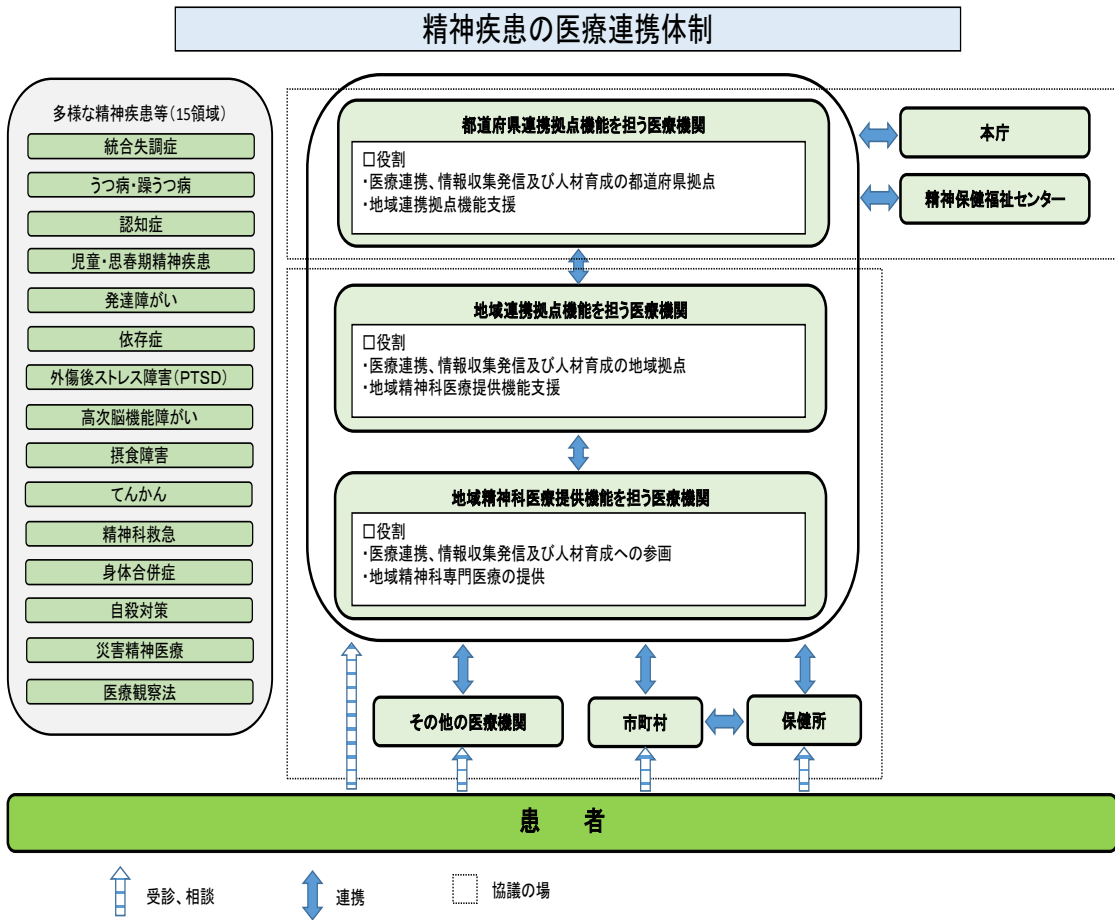 精神疾患の医療連携体制
多様な精神疾患等(15領域)
統合失調症
うつ病・躁うつ病
認知症
児童・思春期精神疾患
発達障がい
依存症
外傷後ストレス障害(PTSD)
高次脳機能障がい
摂食障害
てんかん
精神科救急
身体合併症
自殺対策
災害精神医療
医療観察法
都道府県連携拠点機能を担う医療機関
□役割
・医療連携、情報収集発信及び人材育成の都道府県拠点
・地域連携拠点機能支援
本庁
精神保健福祉センター
地域連携拠点機能を担う医療機関
□役割
・医療連携、情報収集発信及び人材育成の地域拠点
・地域精神科医療提供機能支援
地域精神科医療提供機能を担う医療機関
□役割
・医療連携、情報収集発信及び人材育成への参画
・地域精神科専門医療の提供
その他の医療機関
市町村
保健所
患　者
受診、相談
連携
協議の場